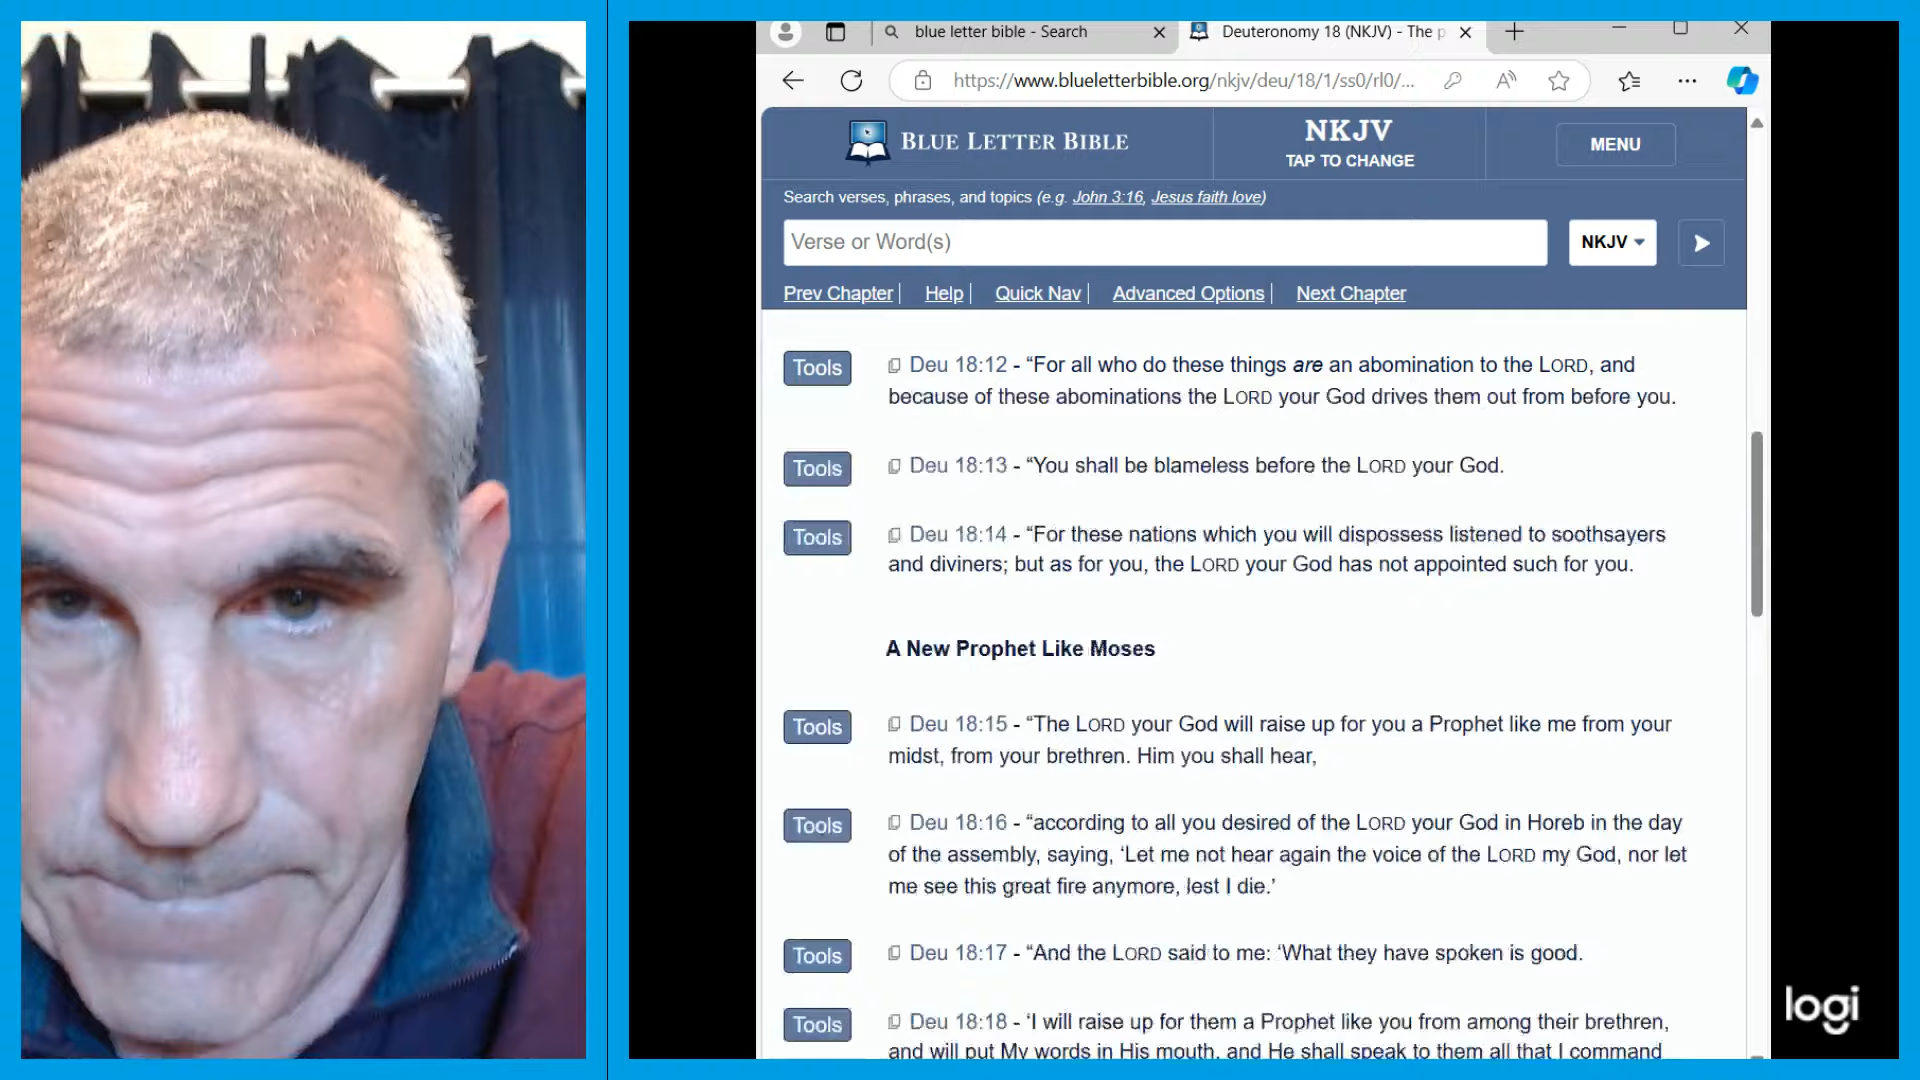 blue letter bible - Search
Deuteronomy 18 (NKJV) - The p
https://www.blueletterbible.org/nkjv/deu/18/1/ss0/rl0/...
BLUE LETTER BIBLE
NKJV
TAP TO CHANGE
MENU
Search verses, phrases, and topics (e.g. John 3:16, Jesus faith love)
Verse or Word(s)
NKJV
Prev Chapter | Help | Quick Nav | Advanced Options | Next Chapter
Tools
Deu 18:12 - “For all who do these things are an abomination to the LORD, and
because of these abominations the LORD your God drives them out from before you.
Tools
Deu 18:13 - “You shall be blameless before the LORD your God.
Tools
Deu 18:14 - “For these nations which you will dispossess listened to soothsayers
and diviners; but as for you, the LORD your God has not appointed such for you.
A New Prophet Like Moses
Tools
Deu 18:15 - “The LORD your God will raise up for you a Prophet like me from your
midst, from your brethren. Him you shall hear,
Tools
Deu 18:16 - “according to all you desired of the LORD your God in Horeb in the day
of the assembly, saying, ‘Let me not hear again the voice of the LORD my God, nor let
me see this great fire anymore, lest I die.’
Tools
Deu 18:17 - “And the LORD said to me: ‘What they have spoken is good.
Tools
Deu 18:18 - ‘I will raise up for them a Prophet like you from among their brethren,
and will put My words in His mouth, and He shall speak to them all that I command
logi